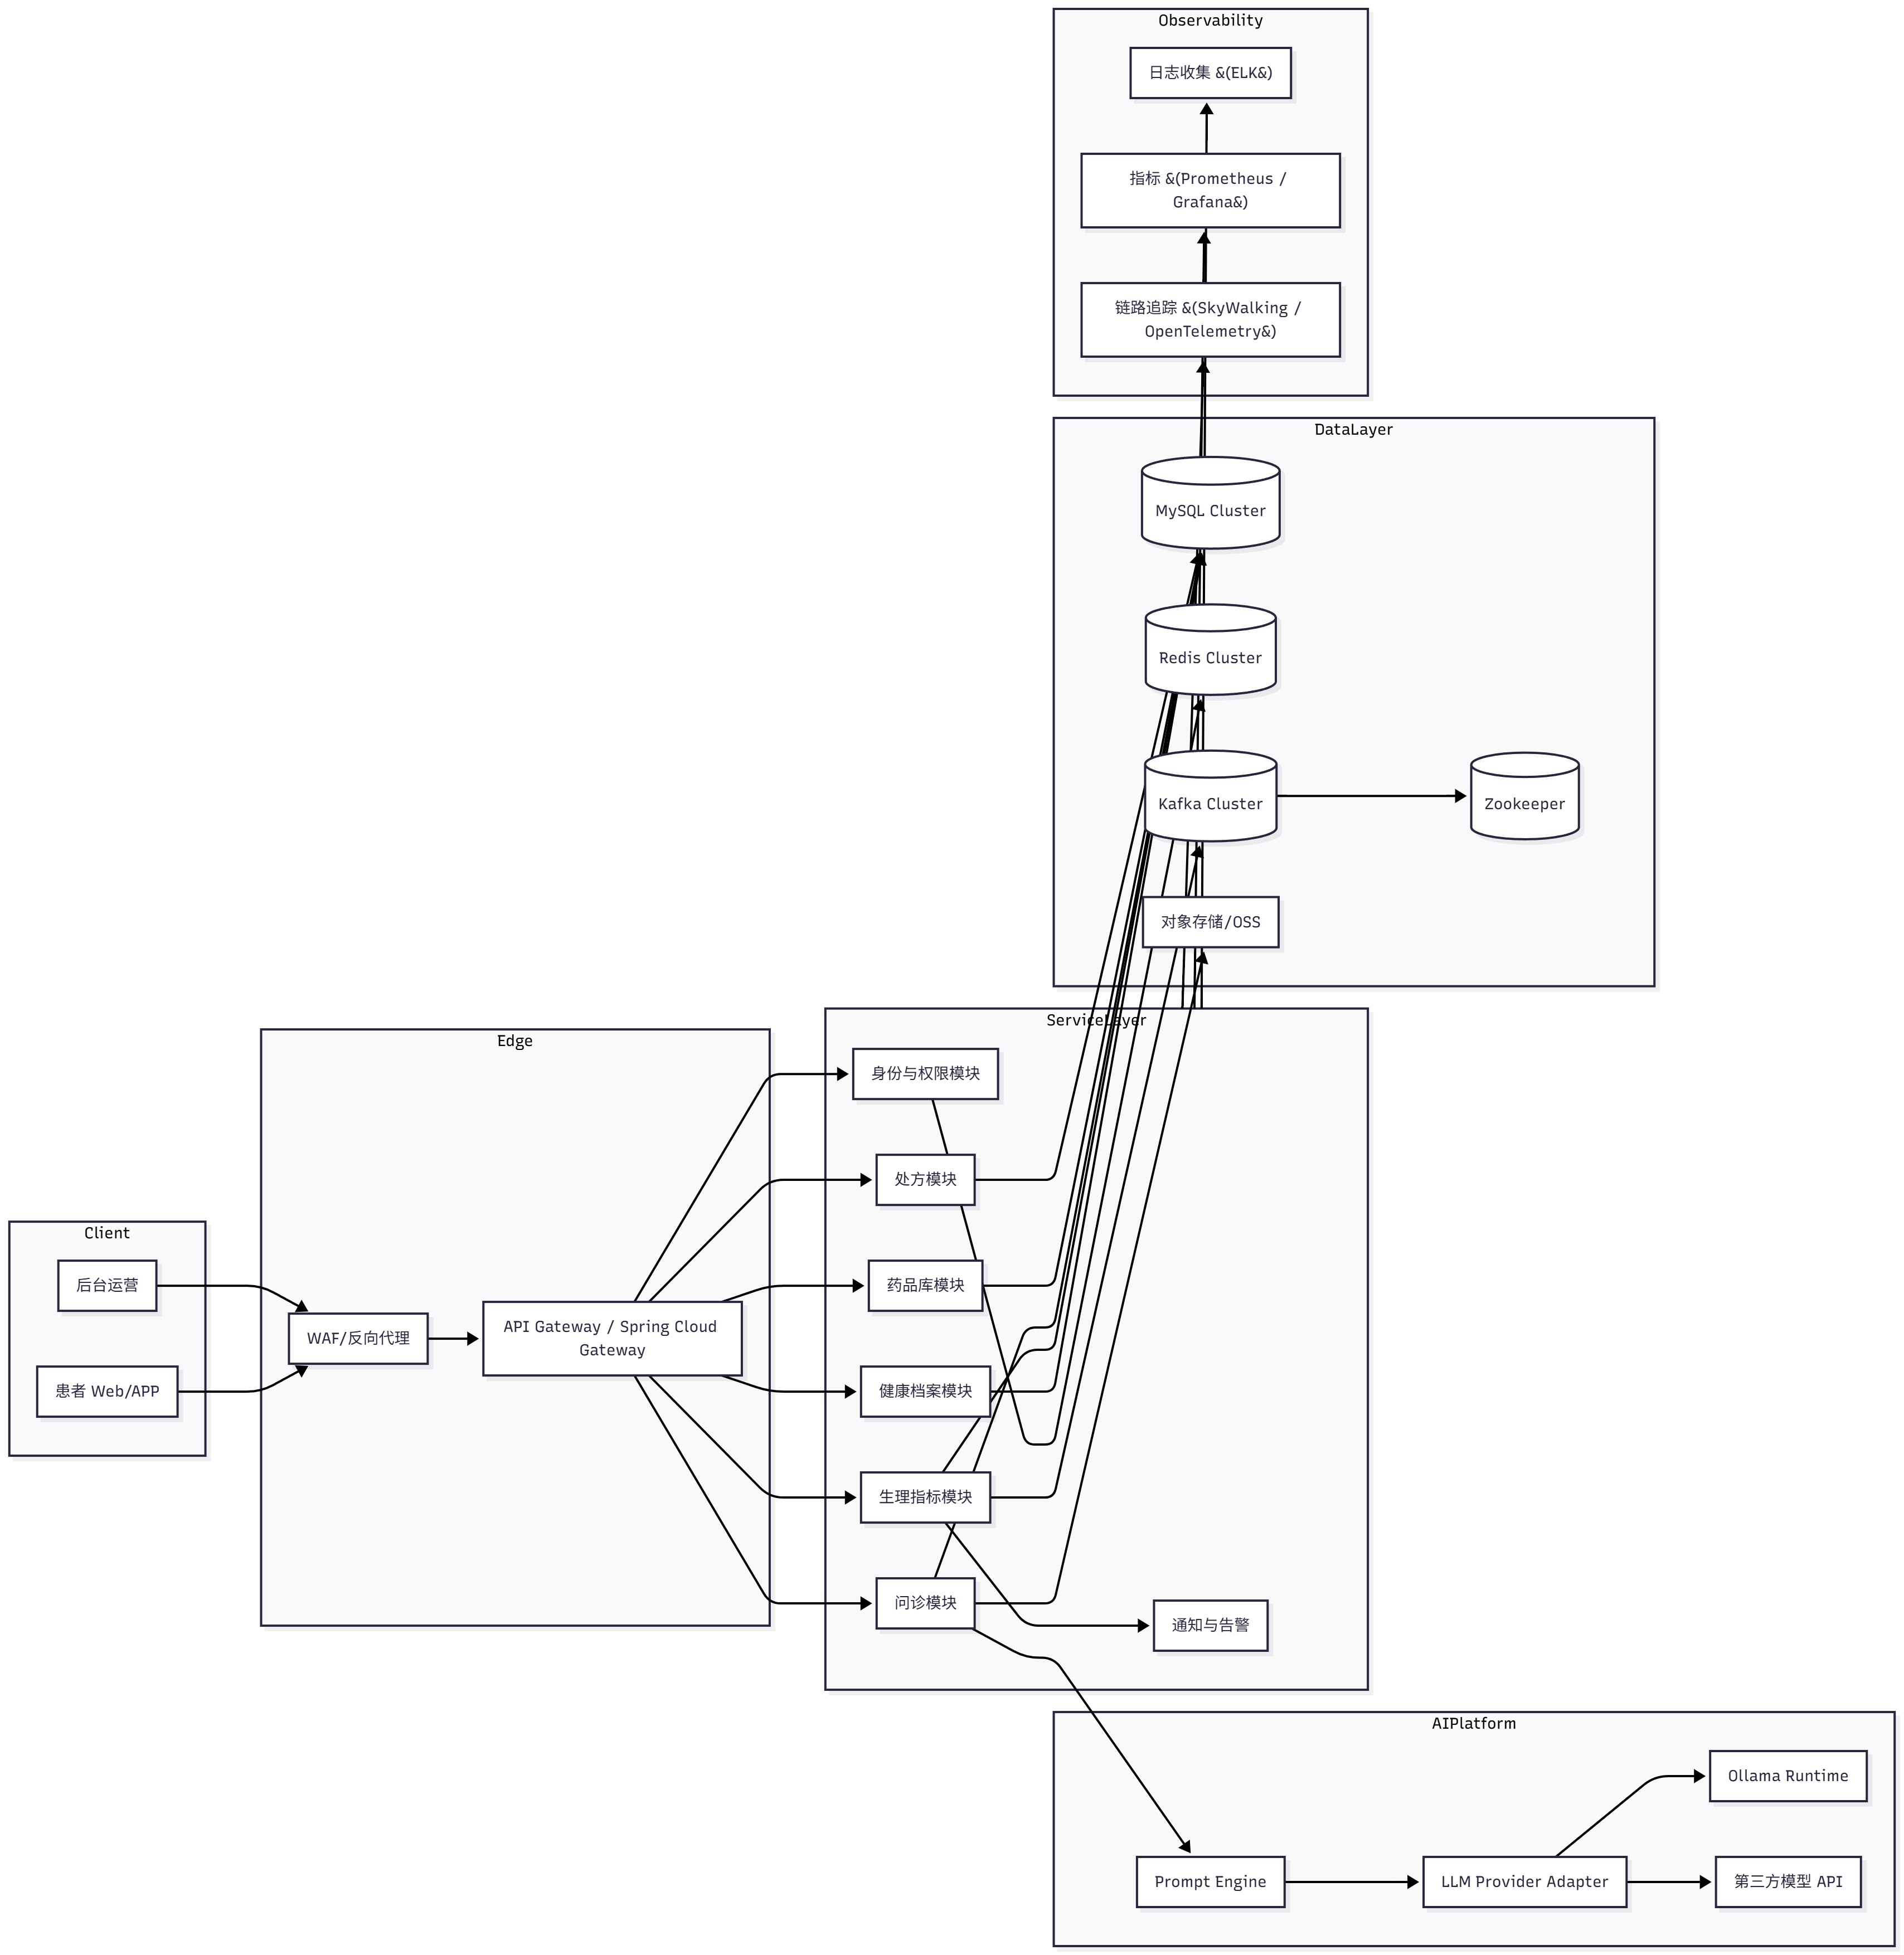 Observability
日志收集 &(ELK&)
指标 &(Prometheus /
Grafana&)
链路追踪 &(SkyWalking /
OpenTelemetry&)
DataLayer
MySQL Cluster
Redis Cluster
Kafka Cluster
Zookeeper
对象存储/OSS
ServiceLayer
身份与权限模块
处方模块
药品库模块
健康档案模块
生理指标模块
问诊模块
通知与告警
Edge
WAF/反向代理
API Gateway / Spring Cloud
Gateway
Client
后台运营
患者 Web/APP
AIPlatform
Ollama Runtime
Prompt Engine
LLM Provider Adapter
第三方模型 API